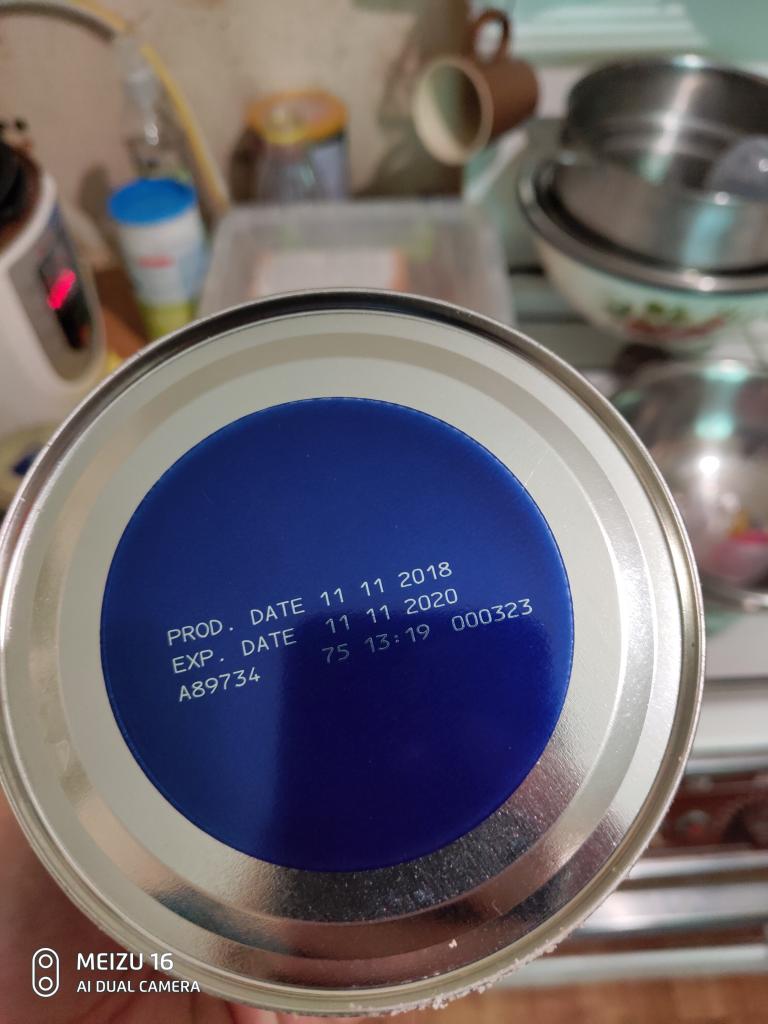 PROD. DATE 11 11 2018
EXP. DATE 11 11 2020
A89734 75 13:19 000323
MEIZU 16
AI DUAL CAMERA